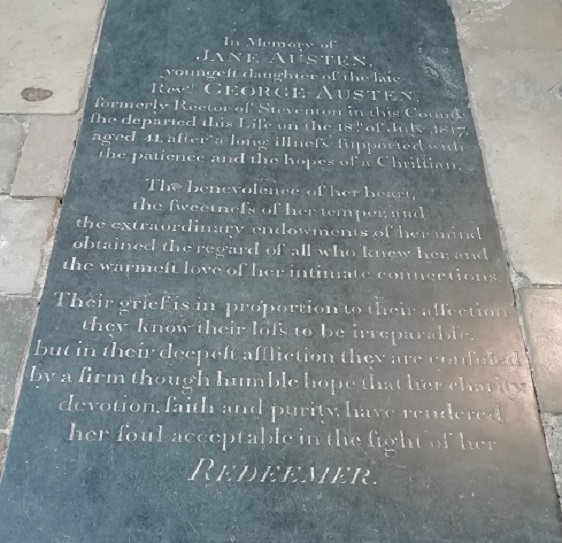 In Memory of
JANE AUSTEN,
youngeſt daughter of the late
Revd GEORGE AUSTEN,
formerly Rector of Steventon in this County
ſhe departed this Life on the 18th of July 1817,
aged 41, after a long illneſs ſupported with
the patience and the hopes of a Chriſtian.
The benevolence of her heart,
the ſweetneſs of her temper, and
the extraordinary endowments of her mind
obtained the regard of all who knew her, and
the warmeſt love of her intimate connections.
Their grief is in proportion to their affection
they know their loſs to be irreparable,
but in their deepeſt affliction they are conſoled
by a firm though humble hope that her charity,
devotion, faith and purity, have rendered
her ſoul acceptable in the ſight of her
REDEEMER.